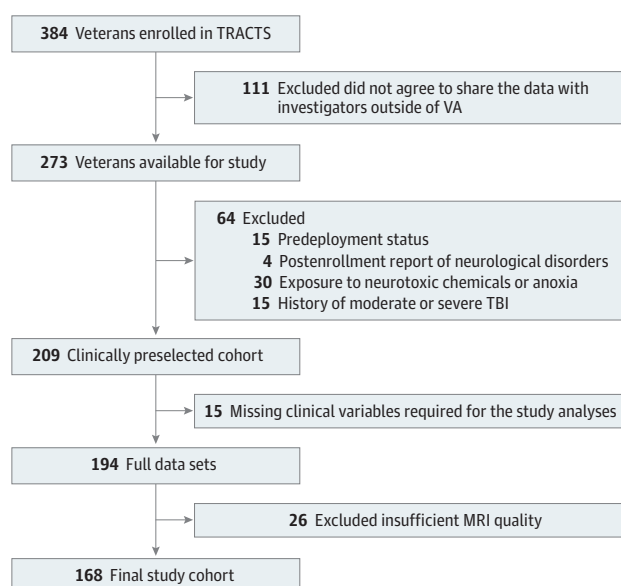 384 Veterans enrolled in TRACTS
111 Excluded did not agree to share the data with
investigators outside of VA
273 Veterans available for study
64 Excluded
15 Predeployment status
4 Postenrollment report of neurological disorders
30 Exposure to neurotoxic chemicals or anoxia
15 History of moderate or severe TBI
209 Clinically preselected cohort
15 Missing clinical variables required for the study analyses
194 Full data sets
26 Excluded insufficient MRI quality
168 Final study cohort